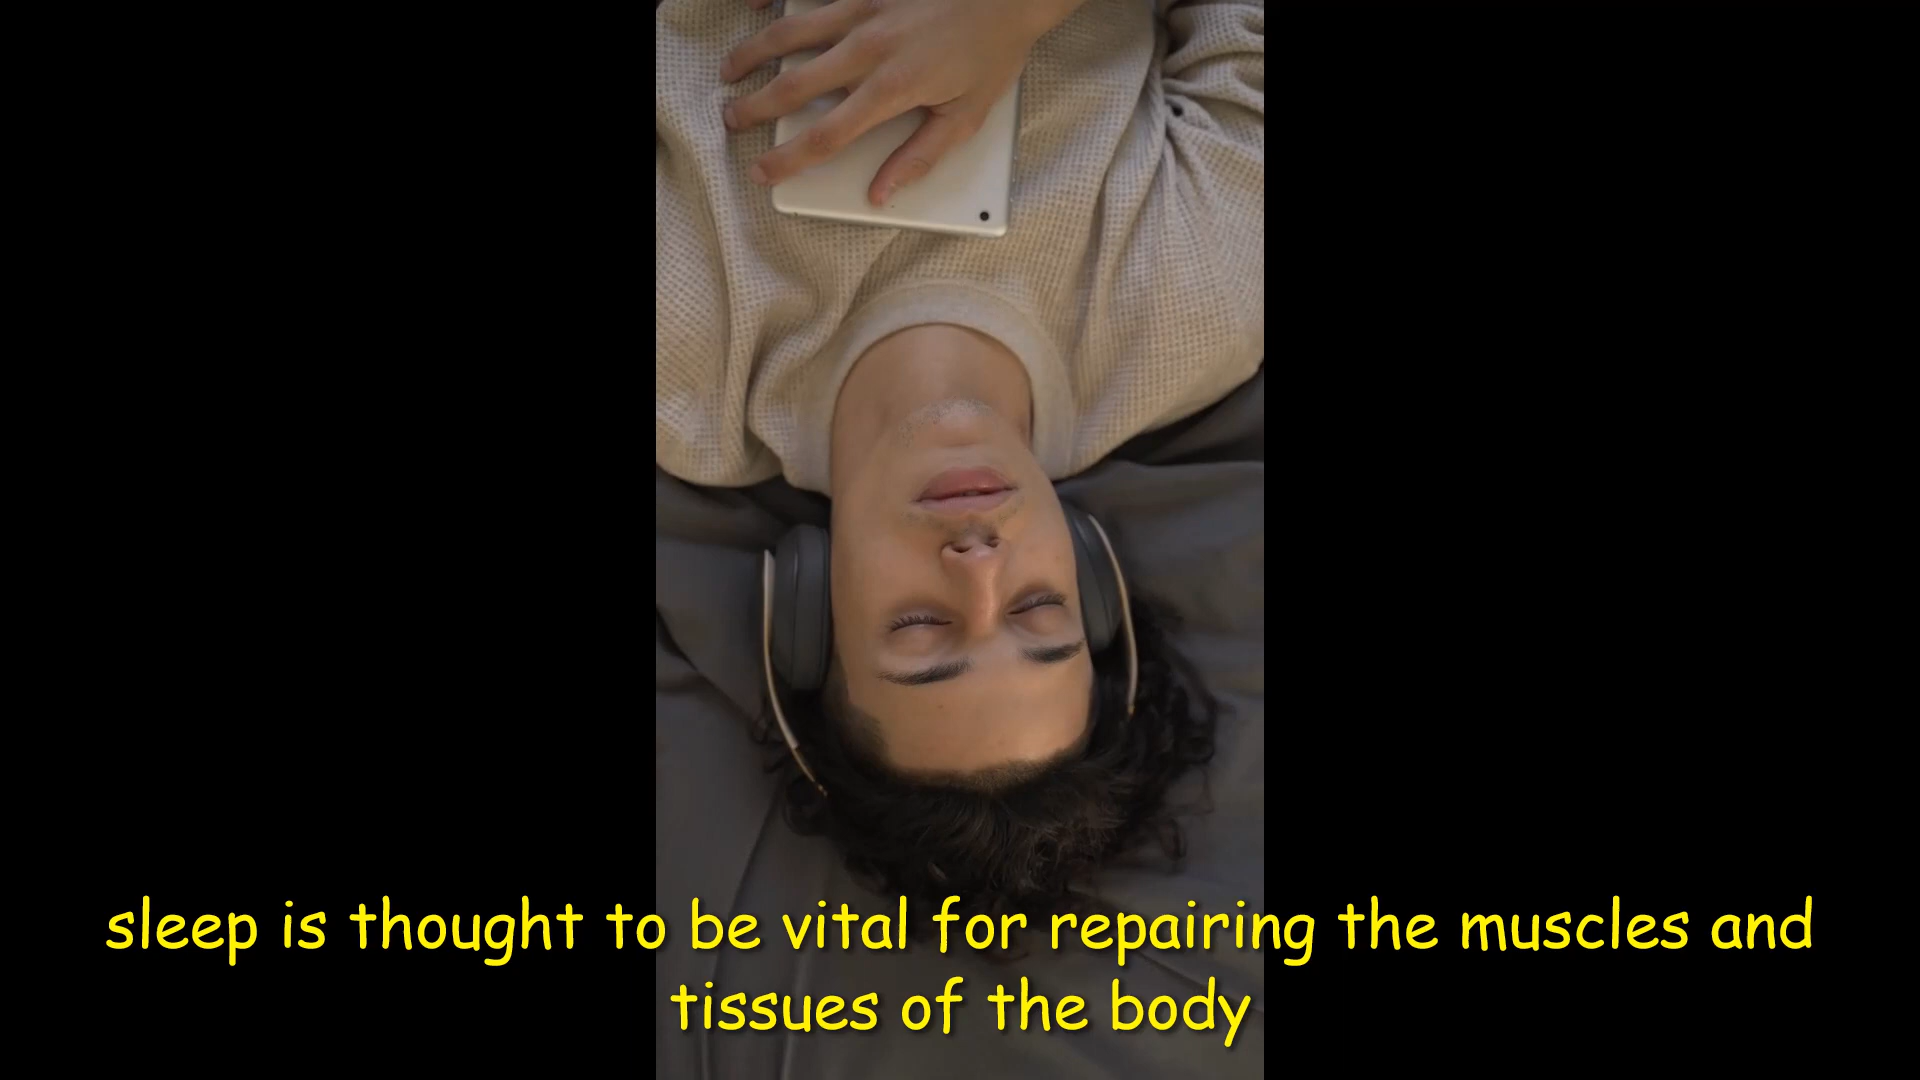 sleep is thought to be vital for repairing the muscles and
tissues of the body